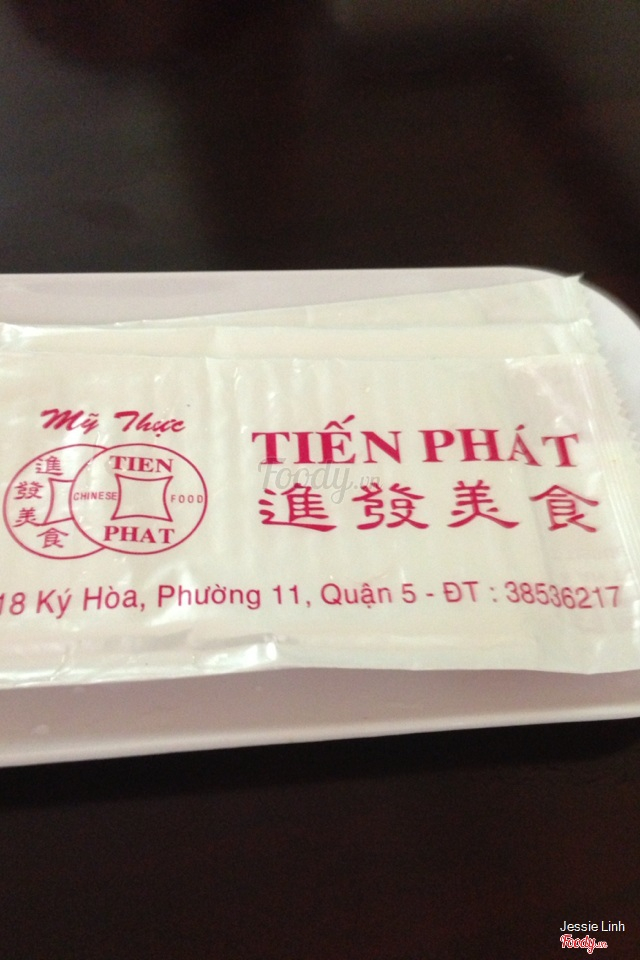 Mỹ Thực
進發美食
CHINESE FOOD
TIEN
PHAT
TIẾN PHÁT
進發美食
18 Ký Hòa, Phường 11, Quận 5 - ĐT : 38536217
Foody.vn
Jessie Linh
Foody.vn